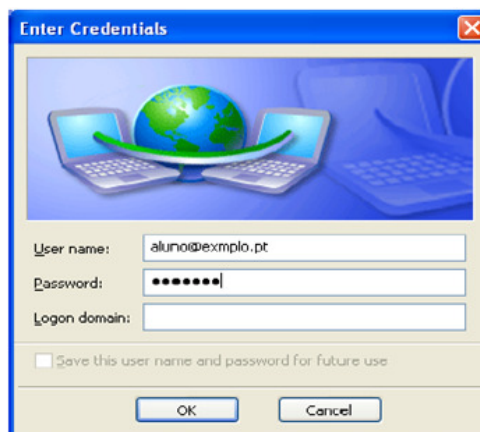 Enter Credentials
User name: aluno@exmplo.pt
Password: •••••••
Logon domain:
Save this user name and password for future use
OK Cancel